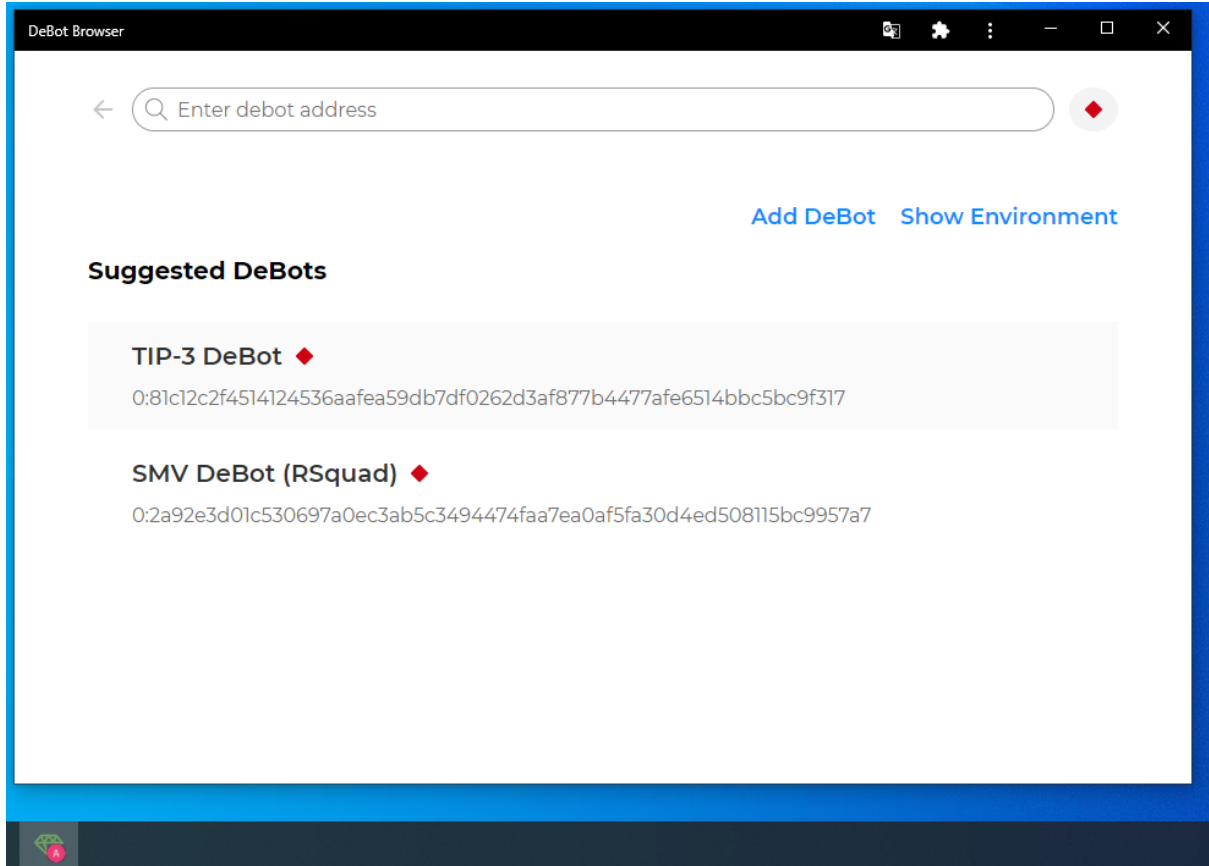 DeBot Browser
Enter debot address
Add DeBot Show Environment
Suggested DeBots
TIP-3 DeBot
0:81c12c2f4514124536aafea59db7df0262d3af877b4477afe6514bbc5bc9f317
SMV DeBot (RSquad)
0:2a92e3d01c530697a0ec3ab5c3494474faa7ea0af5fa30d4ed508115bc9957a7
A